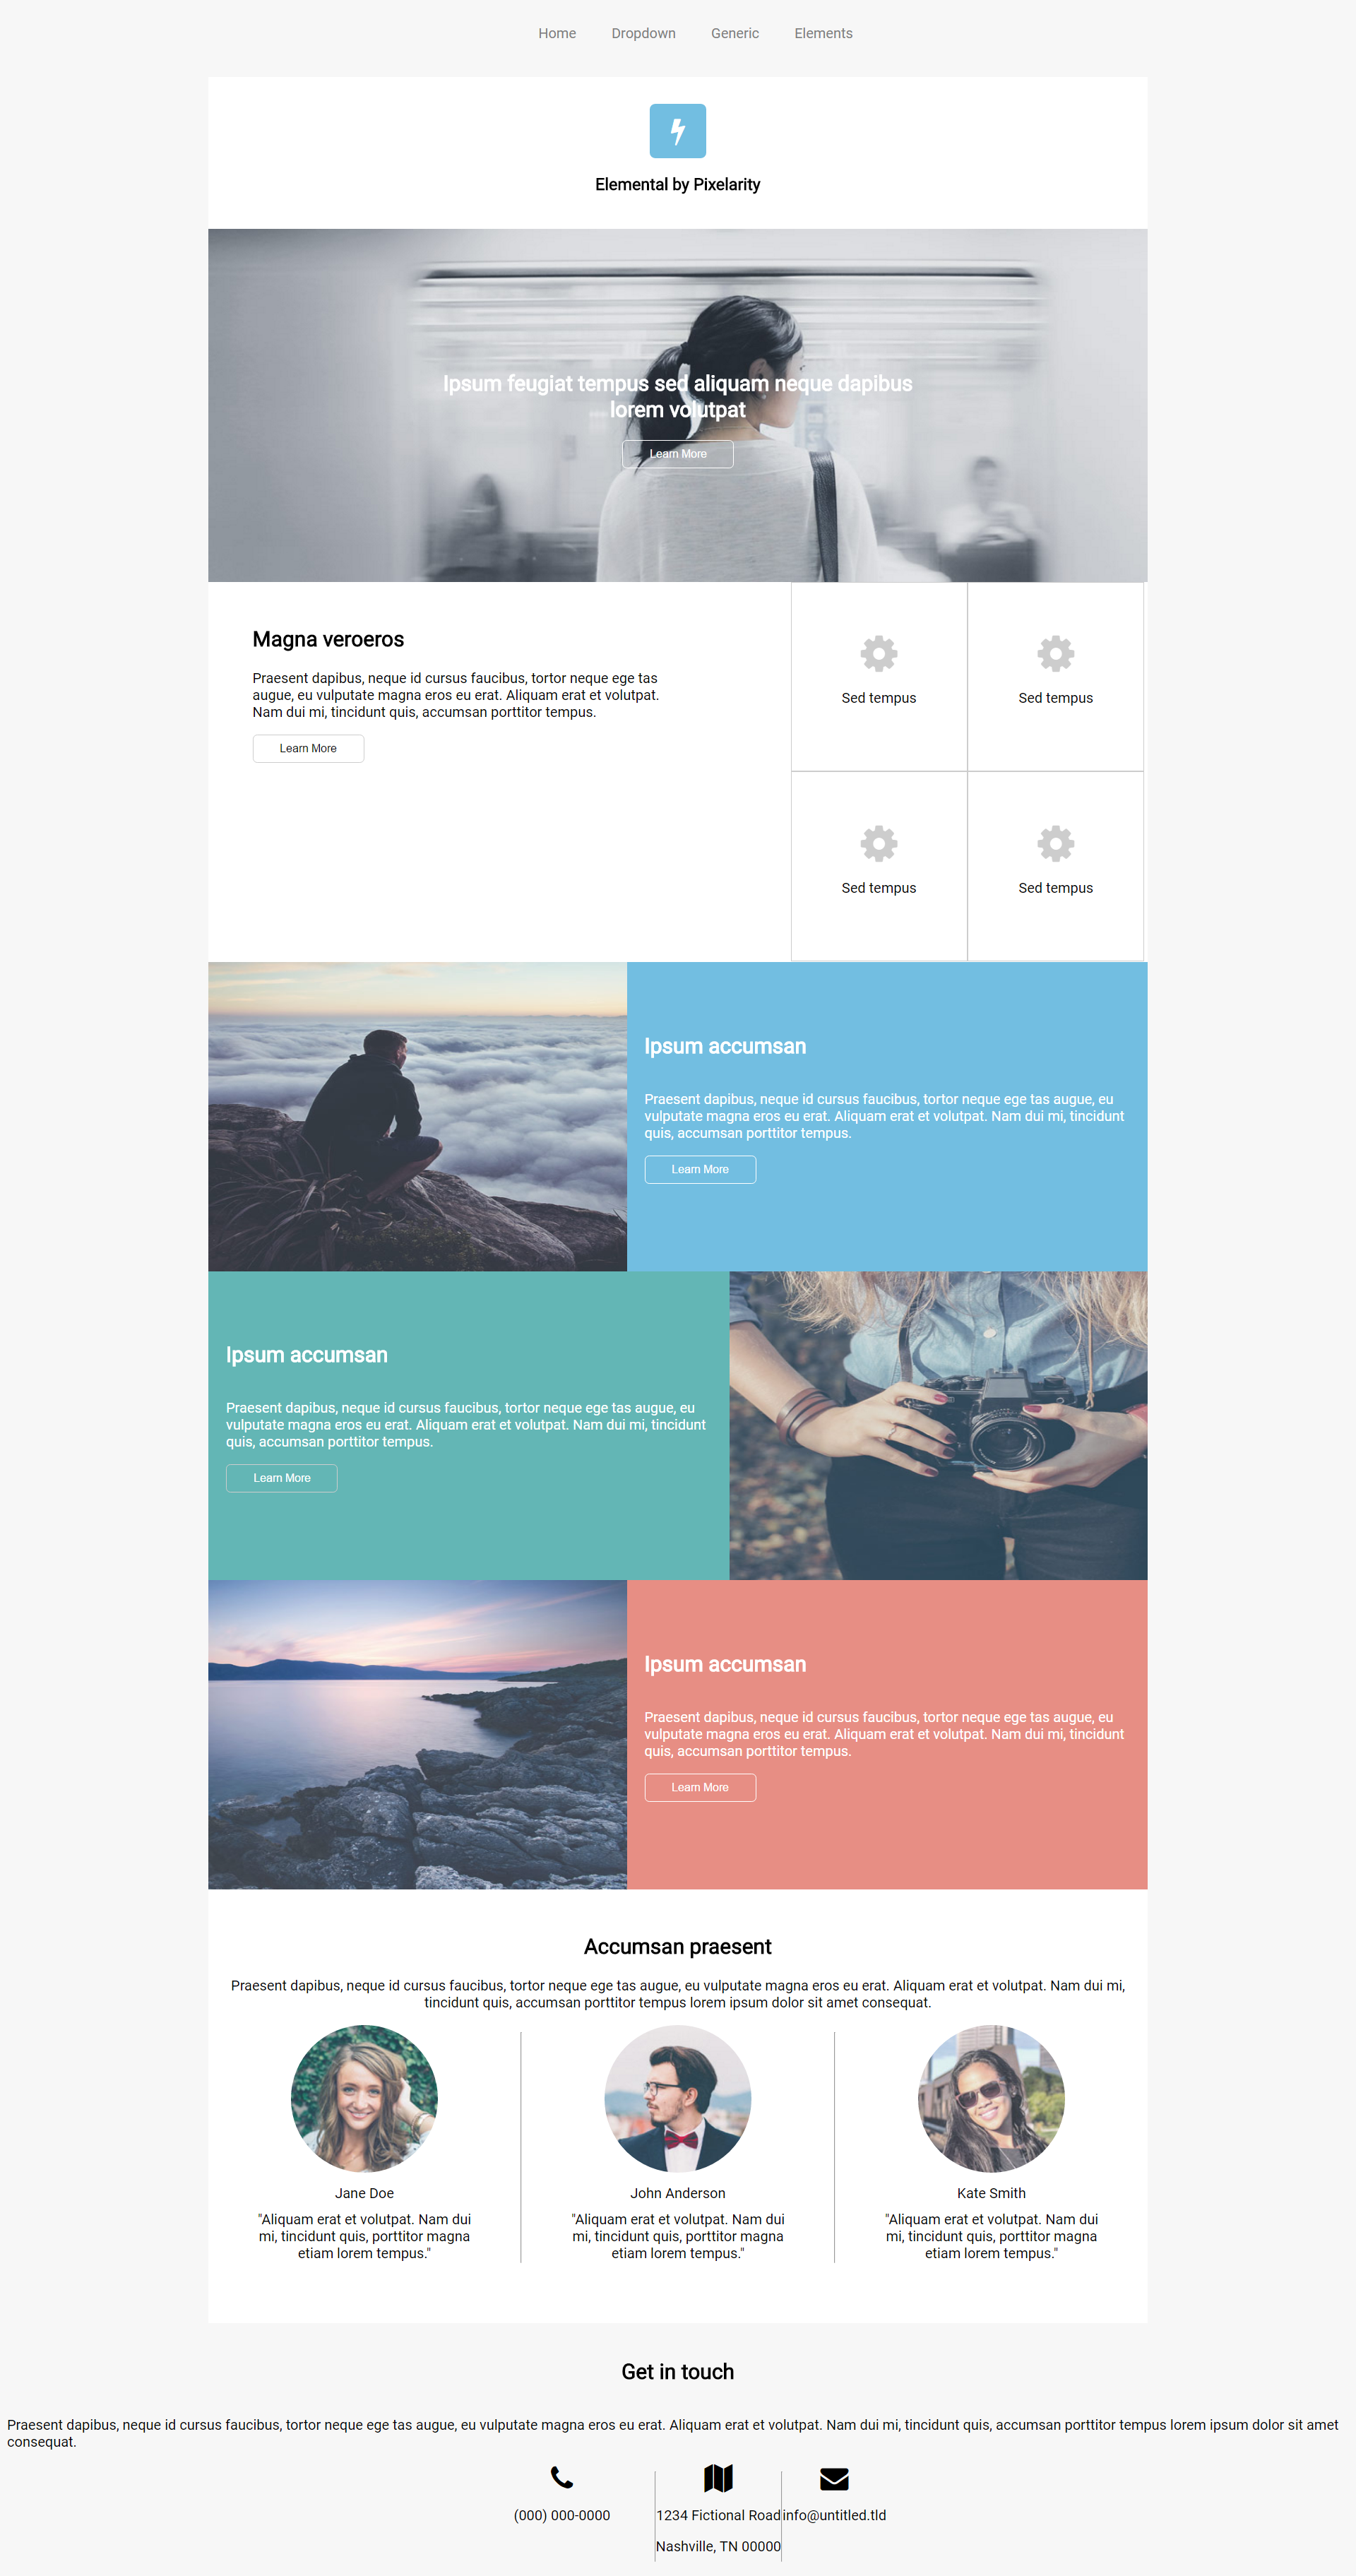 Home Dropdown Generic Elements
Elemental by Pixelarity
Ipsum feugiat tempus sed aliquam neque dapibus
lorem volutpat
Learn More
Magna veroeros
Praesent dapibus, neque id cursus faucibus, tortor neque ege tas
augue, eu vulputate magna eros eu erat. Aliquam erat et volutpat.
Nam dui mi, tincidunt quis, accumsan porttitor tempus.
Learn More
Sed tempus
Sed tempus
Sed tempus
Sed tempus
Ipsum accumsan
Praesent dapibus, neque id cursus faucibus, tortor neque ege tas augue, eu
vulputate magna eros eu erat. Aliquam erat et volutpat. Nam dui mi, tincidunt
quis, accumsan porttitor tempus.
Learn More
Ipsum accumsan
Praesent dapibus, neque id cursus faucibus, tortor neque ege tas augue, eu
vulputate magna eros eu erat. Aliquam erat et volutpat. Nam dui mi, tincidunt
quis, accumsan porttitor tempus.
Learn More
Ipsum accumsan
Praesent dapibus, neque id cursus faucibus, tortor neque ege tas augue, eu
vulputate magna eros eu erat. Aliquam erat et volutpat. Nam dui mi, tincidunt
quis, accumsan porttitor tempus.
Learn More
Accumsan praesent
Praesent dapibus, neque id cursus faucibus, tortor neque ege tas augue, eu vulputate magna eros eu erat. Aliquam erat et volutpat. Nam dui mi,
tincidunt quis, accumsan porttitor tempus lorem ipsum dolor sit amet consequat.
Jane Doe
"Aliquam erat et volutpat. Nam dui
mi, tincidunt quis, porttitor magna
etiam lorem tempus."
John Anderson
"Aliquam erat et volutpat. Nam dui
mi, tincidunt quis, porttitor magna
etiam lorem tempus."
Kate Smith
"Aliquam erat et volutpat. Nam dui
mi, tincidunt quis, porttitor magna
etiam lorem tempus."
Get in touch
Praesent dapibus, neque id cursus faucibus, tortor neque ege tas augue, eu vulputate magna eros eu erat. Aliquam erat et volutpat. Nam dui mi, tincidunt quis, accumsan porttitor tempus lorem ipsum dolor sit amet
consequat.
(000) 000-0000
1234 Fictional Road
Nashville, TN 00000
info@untitled.tld